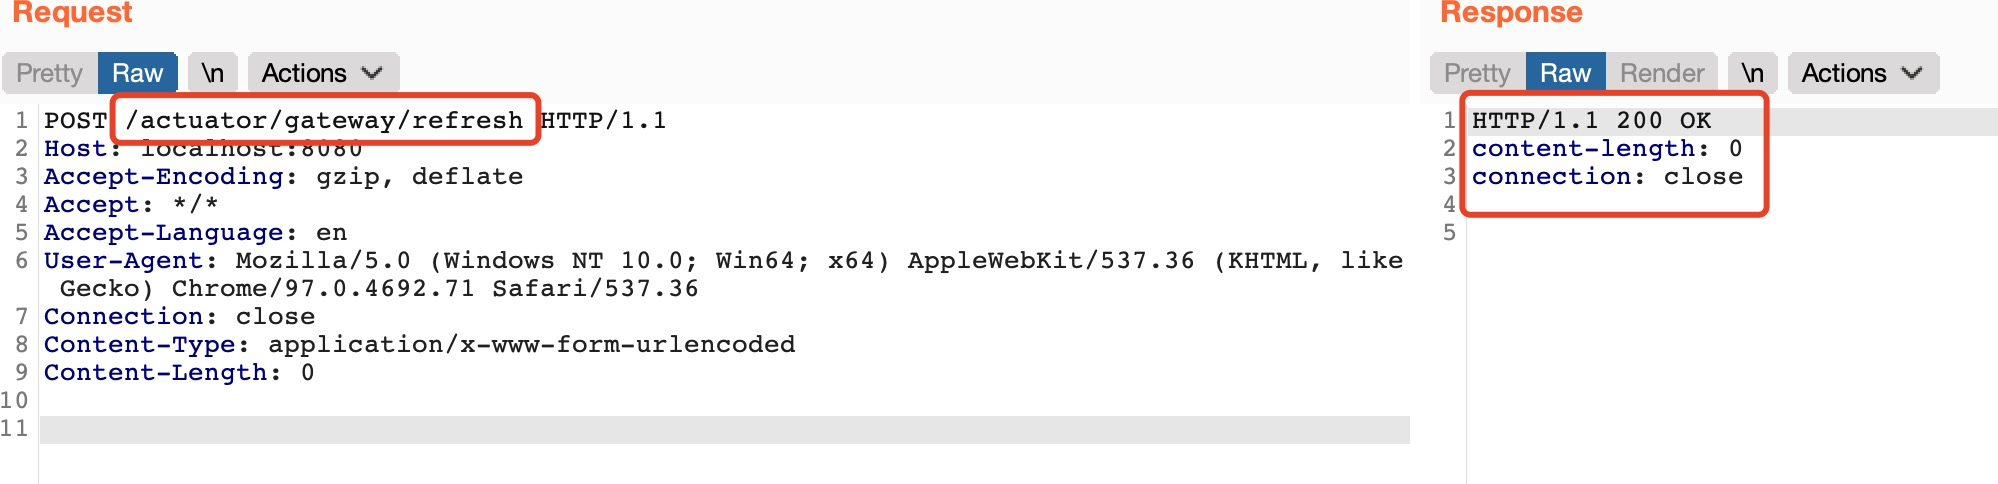 Request
Pretty Raw \n Actions
1 POST /actuator/gateway/refresh HTTP/1.1
2 Host: localhost:8080
3 Accept-Encoding: gzip, deflate
4 Accept: */*
5 Accept-Language: en
6 User-Agent: Mozilla/5.0 (Windows NT 10.0; Win64; x64) AppleWebKit/537.36 (KHTML, like
Gecko) Chrome/97.0.4692.71 Safari/537.36
7 Connection: close
8 Content-Type: application/x-www-form-urlencoded
9 Content-Length: 0
10
11
Response
Pretty Raw Render \n Actions
1 HTTP/1.1 200 OK
2 content-length: 0
3 connection: close
4
5